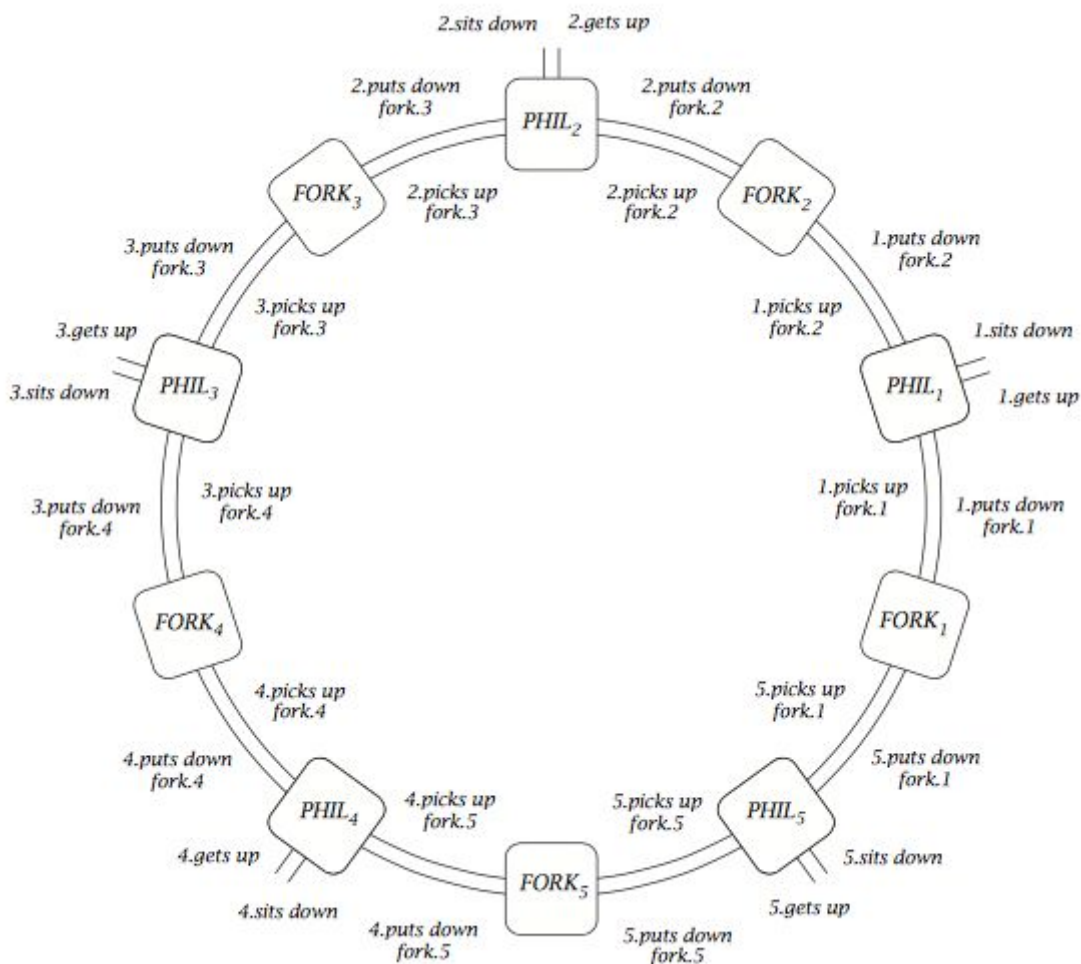 2.sits down
2.gets up
2.puts down
fork.3
PHIL2
2.puts down
fork.2
FORK3
2.picks up
fork.3
2.picks up
fork.2
FORK2
3.puts down
fork.3
3.picks up
fork.3
1.picks up
fork.2
1.puts down
fork.2
3.gets up
3.sits down
PHIL3
PHIL1
1.sits down
1.gets up
3.puts down
fork.4
3.picks up
fork.4
1.picks up
fork.1
1.puts down
fork.1
FORK4
FORK1
4.picks up
fork.4
5.picks up
fork.1
4.puts down
fork.4
5.puts down
fork.1
PHIL4
4.picks up
fork.5
5.picks up
fork.5
PHIL5
4.gets up
4.sits down
FORK5
5.sits down
5.gets up
4.puts down
fork.5
5.puts down
fork.5